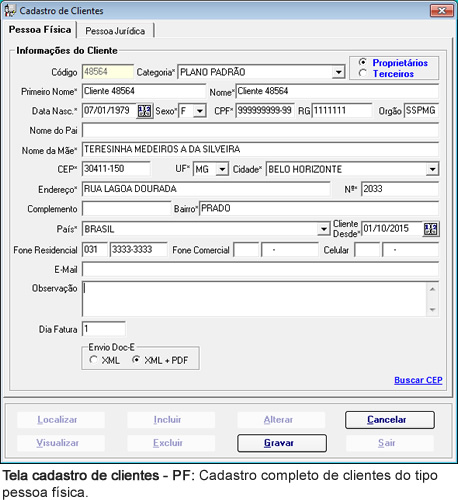 Cadastro de Clientes
Pessoa Física Pessoa Jurídica
Informações do Cliente
Código 48564 Categoria* PLANO PADRÃO Proprietários
Terceiros
Primeiro Nome* Cliente 48564 Nome* Cliente 48564
Data Nasc.* 07/01/1979 Sexo* F CPF* 999999999-99 RG 1111111 Orgão SSPMG
Nome do Pai
Nome da Mãe* TERESINHA MEDEIROS A DA SILVEIRA
CEP* 30411-150 UF* MG Cidade* BELO HORIZONTE
Endereço* RUA LAGOA DOURADA Nº* 2033
Complemento Bairro* PRADO
País* BRASIL Cliente Desde* 01/10/2015
Fone Residencial 031 3333-3333 Fone Comercial - Celular -
E-Mail
Observação
Dia Fatura 1
Envio Doc-E
XML XML + PDF
Buscar CEP
Localizar Incluir Alterar Cancelar
Visualizar Excluir Gravar Sair
Tela cadastro de clientes - PF: Cadastro completo de clientes do tipo
pessoa física.